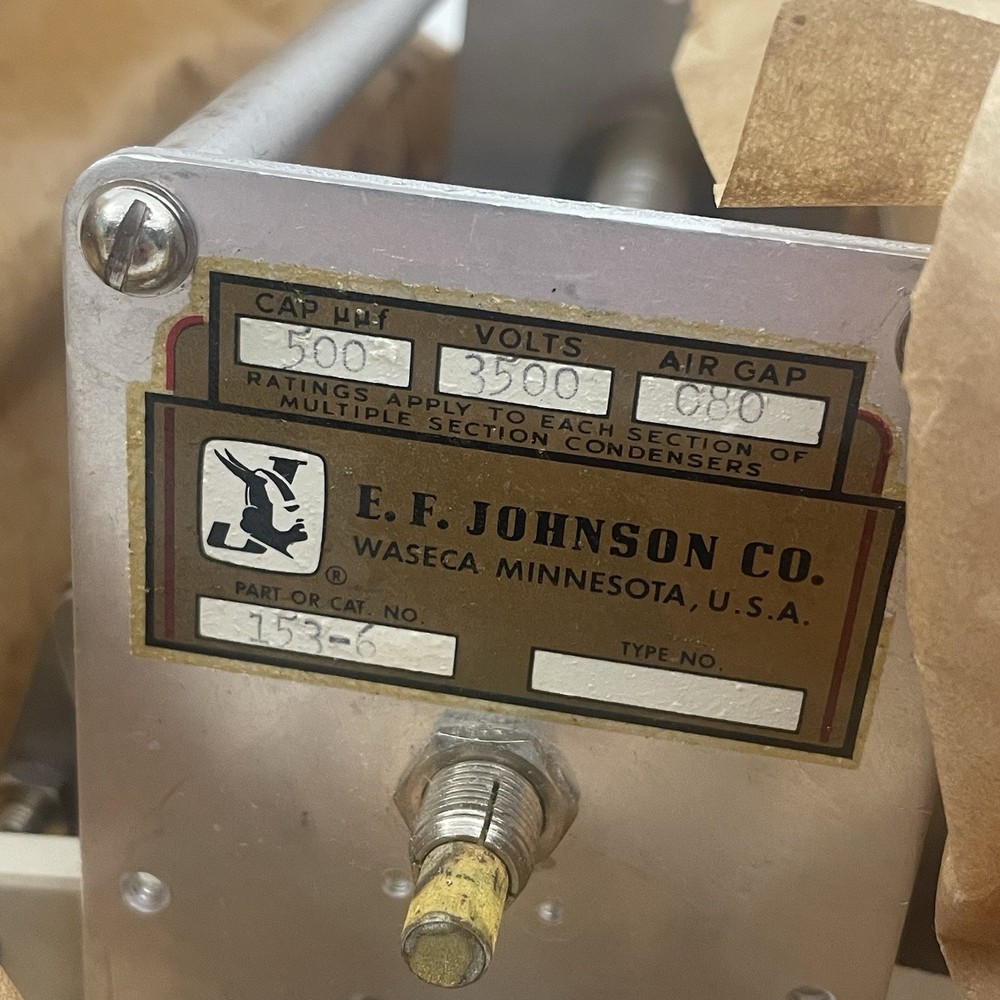 CAP µµf VOLTS AIR GAP
500 3500 080
RATINGS APPLY TO EACH SECTION OF
MULTIPLE SECTION CONDENSERS
J
E. F. JOHNSON CO.
®
WASECA MINNESOTA, U.S.A.
PART OR CAT. NO. TYPE NO.
153-6